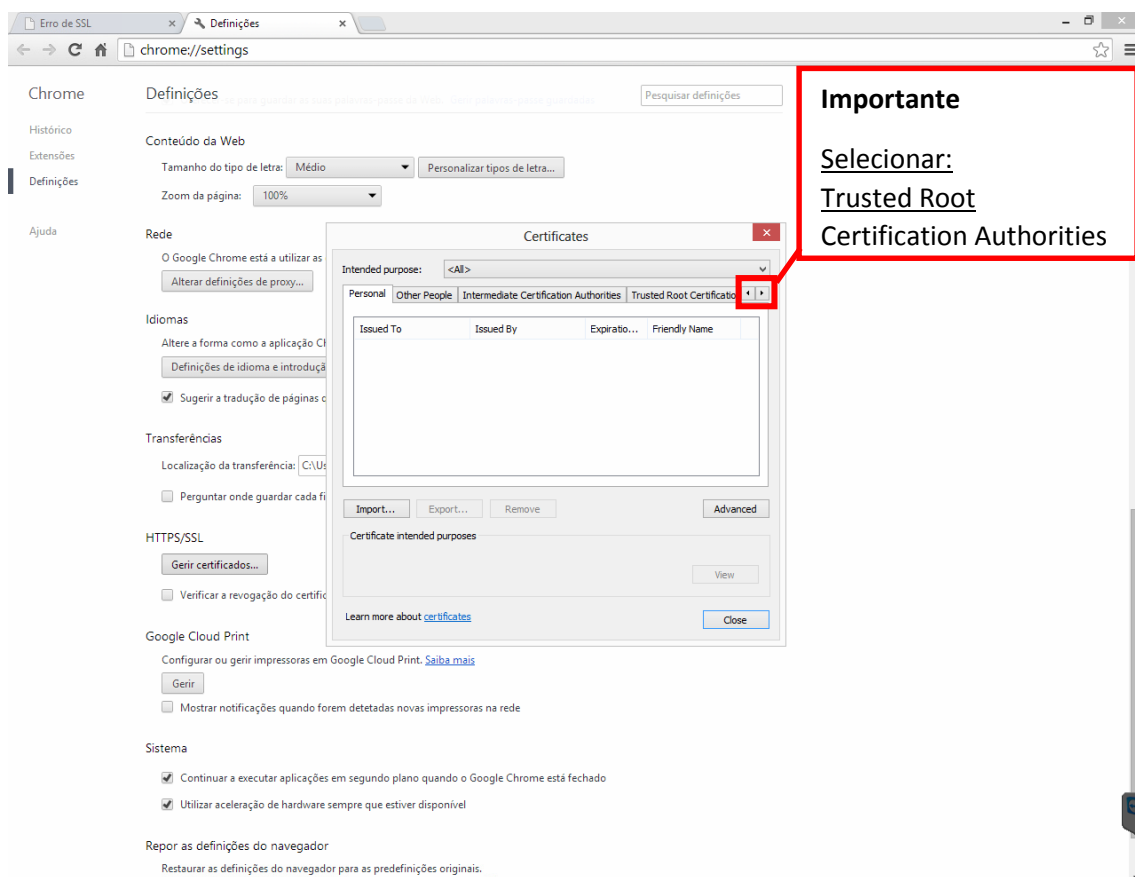 Erro de SSL
Definições
chrome://settings
Chrome
Histórico
Extensões
Definições
Ajuda
Definições
Pesquisar definições
Conteúdo da Web
Tamanho do tipo de letra: Médio
Personalizar tipos de letra...
Zoom da página: 100%
Rede
O Google Chrome está a utilizar as
Alterar definições de proxy...
Idiomas
Altere a forma como a aplicação Ch
Definições de idioma e introduçã
Sugerir a tradução de páginas
Transferências
Localização da transferência: C:\Us
Perguntar onde guardar cada fi
HTTPS/SSL
Gerir certificados...
Verificar a revogação do certific
Google Cloud Print
Configurar ou gerir impressoras em Google Cloud Print. Saiba mais
Gerir
Mostrar notificações quando forem detetadas novas impressoras na rede
Sistema
Continuar a executar aplicações em segundo plano quando o Google Chrome está fechado
Utilizar aceleração de hardware sempre que estiver disponível
Repor as definições do navegador
Restaurar as definições do navegador para as predefinições originais.
Certificates
Intended purpose: <All>
Personal Other People Intermediate Certification Authorities Trusted Root Certificatio
Issued To Issued By Expiratio... Friendly Name
Import... Export... Remove Advanced
Certificate intended purposes
View
Learn more about certificates
Close
Importante
Selecionar:
Trusted Root
Certification Authorities